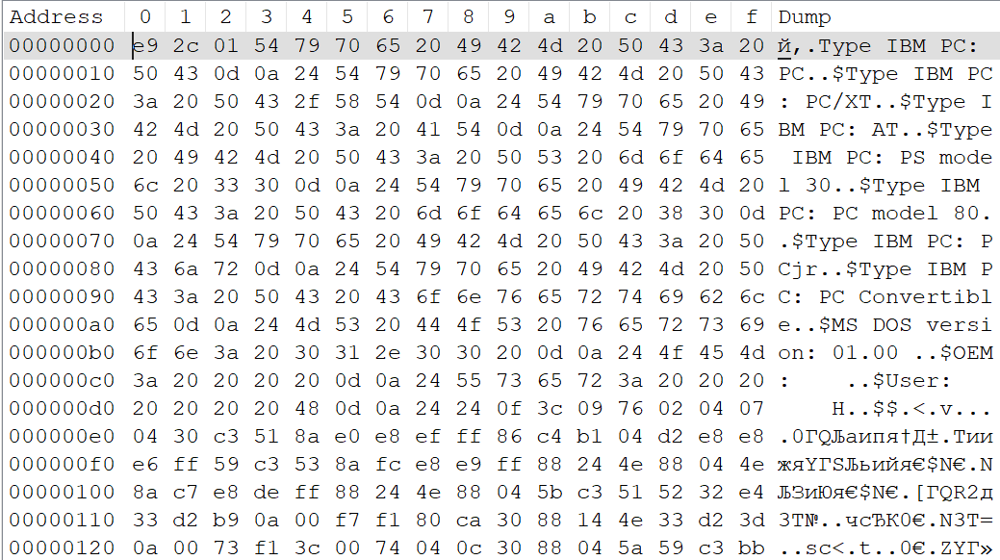 Address 0 1 2 3 4 5 6 7 8 9 a b c d e f Dump
00000000 e9 2c 01 54 79 70 65 20 49 42 4d 20 50 43 3a 20 й,.Type IBM PC:
00000010 50 43 0d 0a 24 54 79 70 65 20 49 42 4d 20 50 43 PC..$Type IBM PC
00000020 3a 20 50 43 2f 58 54 0d 0a 24 54 79 70 65 20 49 : PC/XT..$Type I
00000030 42 4d 20 50 43 3a 20 41 54 0d 0a 24 54 79 70 65 BM PC: AT..$Type
00000040 20 49 42 4d 20 50 43 3a 20 50 53 20 6d 6f 64 65 IBM PC: PS mode
00000050 6c 20 33 30 0d 0a 24 54 79 70 65 20 49 42 4d 20 l 30..$Type IBM
00000060 50 43 3a 20 50 43 20 6d 6f 64 65 6c 20 38 30 0d PC: PC model 80.
00000070 0a 24 54 79 70 65 20 49 42 4d 20 50 43 3a 20 50 .$Type IBM PC: P
00000080 43 6a 72 0d 0a 24 54 79 70 65 20 49 42 4d 20 50 Cjr..$Type IBM P
00000090 43 3a 20 50 43 20 43 6f 6e 76 65 72 74 69 62 6c C: PC Convertibl
000000a0 65 0d 0a 24 4d 53 20 44 4f 53 20 76 65 72 73 69 e..$MS DOS versi
000000b0 6f 6e 3a 20 30 31 2e 30 30 20 0d 0a 24 4f 45 4d on: 01.00 ..$OEM
000000c0 3a 20 20 20 20 0d 0a 24 55 73 65 72 3a 20 20 20 :    ..$User:
000000d0 20 20 20 20 48 0d 0a 24 24 0f 3c 09 76 02 04 07 H..$$.<.v...
000000e0 04 30 c3 51 8a e0 e8 ef ff 86 c4 b1 04 d2 e8 e8 .0ГQЉаипя†Д±.Тии
000000f0 e6 ff 59 c3 53 8a fc e8 e9 ff 88 24 4e 88 04 4e жяYГSЉьийя€$N€.N
00000100 8a c7 e8 de ff 88 24 4e 88 04 5b c3 51 52 32 e4 ЉЗиЮя€$N€.[ГQR2д
00000110 33 d2 b9 0a 00 f7 f1 80 ca 30 88 14 4e 33 d2 3d 3Т№..чсЂК0€.N3Т=
00000120 0a 00 73 f1 3c 00 74 04 0c 30 88 04 5a 59 c3 bb ..sс<.t..0€.ZYГ»